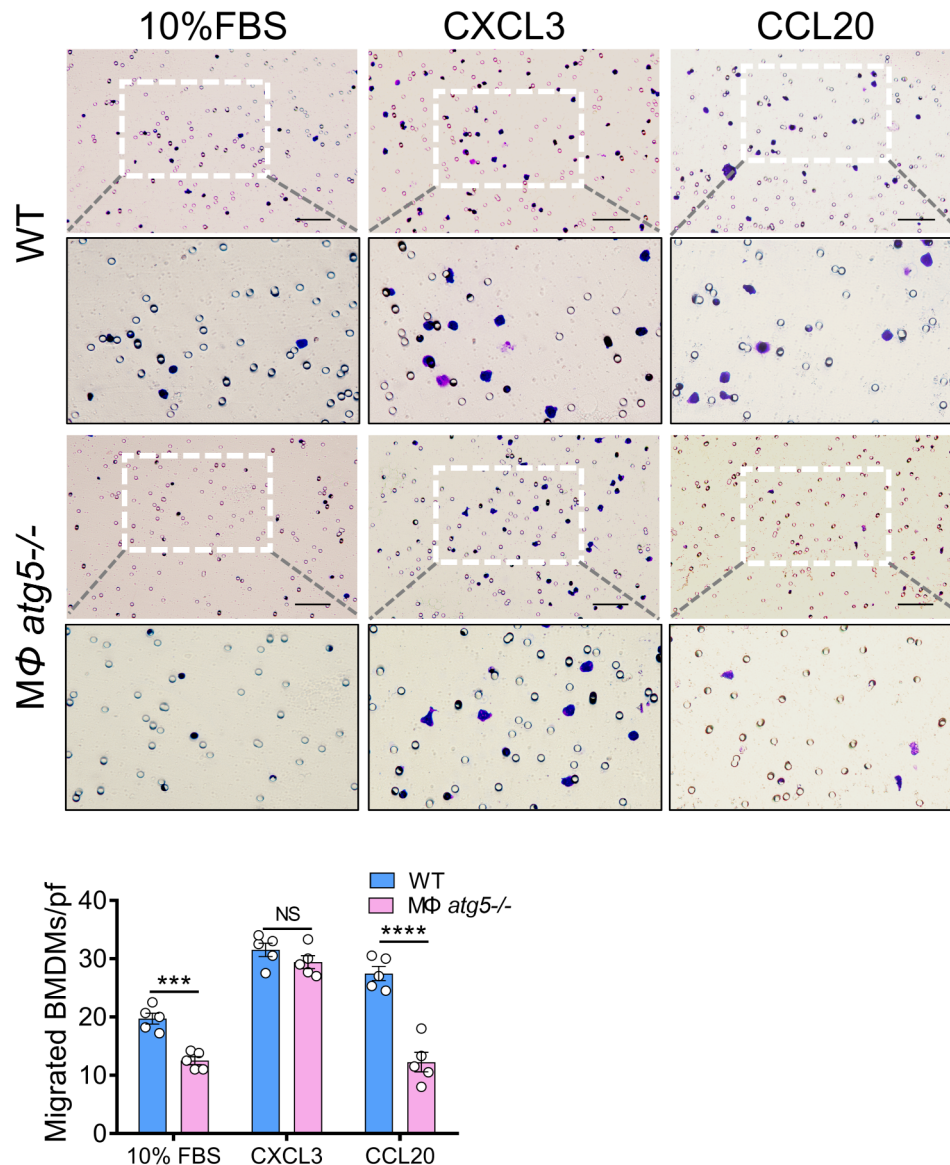 10%FBS CXCL3 CCL20
WT
MΦ atg5-/-
WT
MΦ atg5-/-
Migrated BMDMs/pf
40
30
20
10
0
***
NS
****
10% FBS CXCL3 CCL20